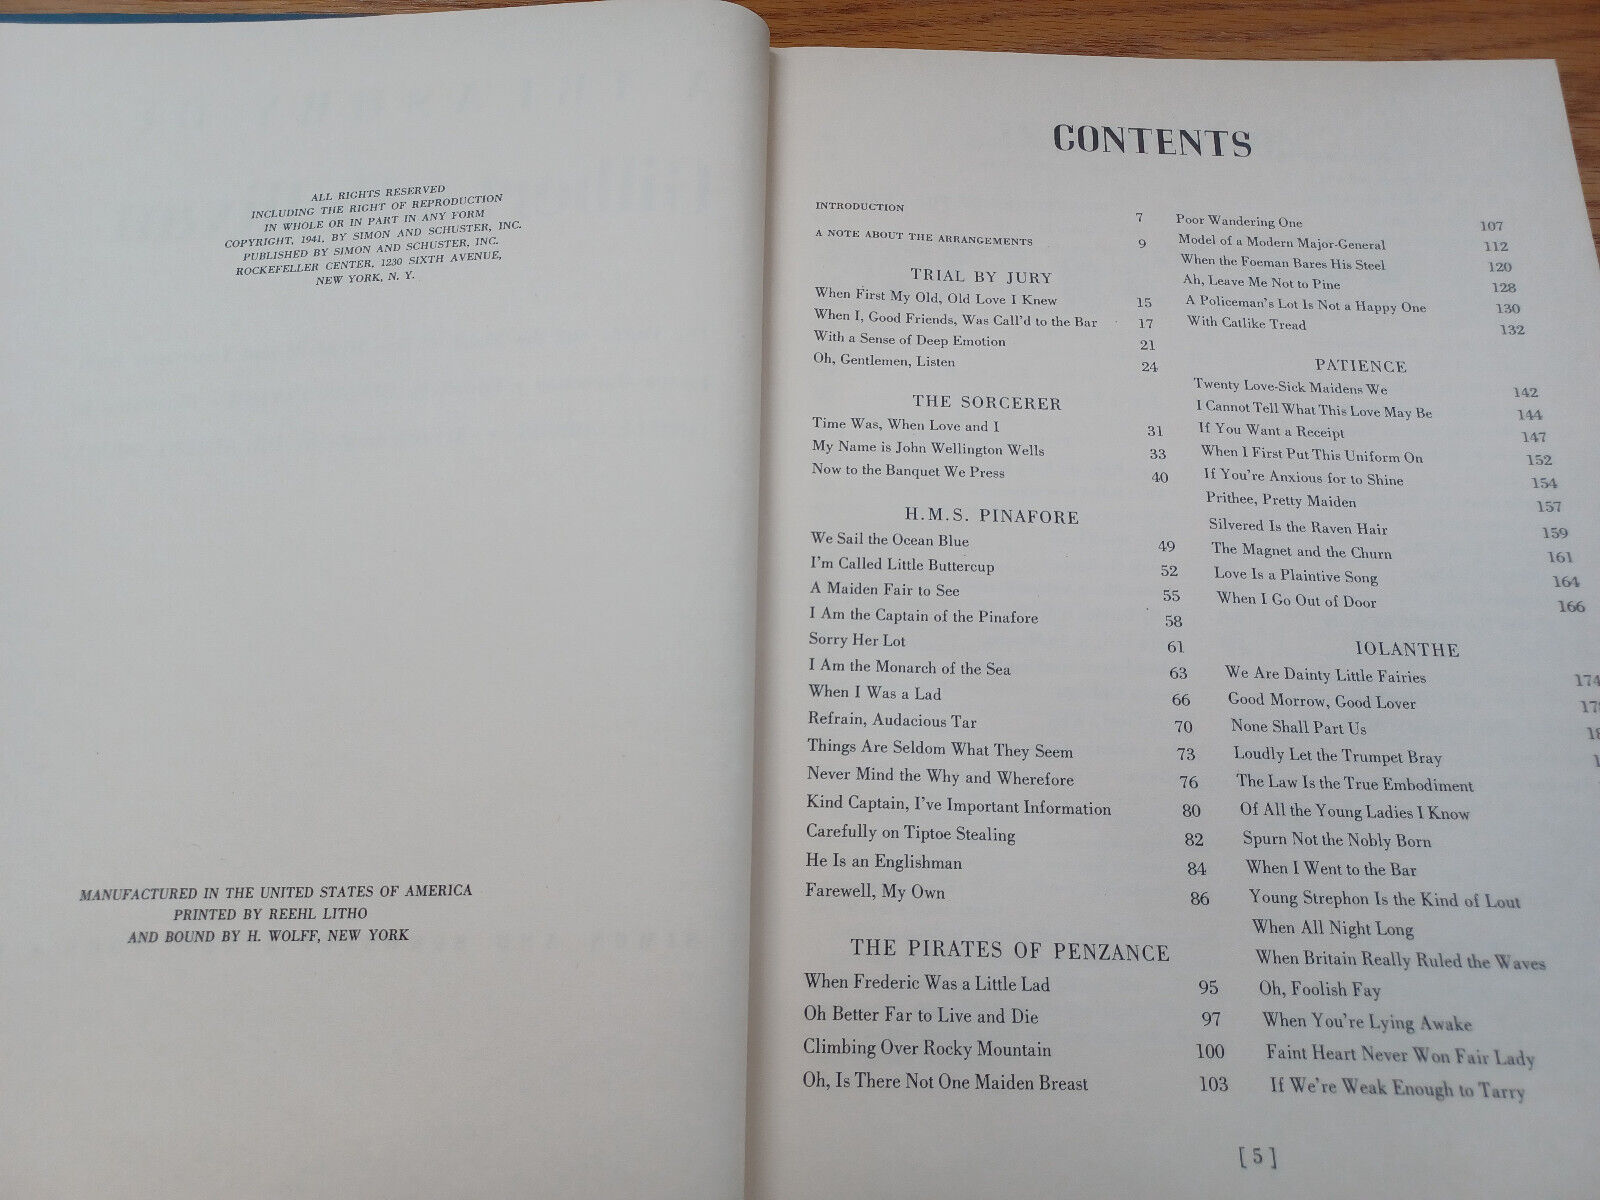 ALL RIGHTS RESERVED
INCLUDING THE RIGHT OF REPRODUCTION
IN WHOLE OR IN PART IN ANY FORM
COPYRIGHT, 1941, BY SIMON AND SCHUSTER, INC.
PUBLISHED BY SIMON AND SCHUSTER, INC.
ROCKEFELLER CENTER, 1230 SIXTH AVENUE,
NEW YORK, N. Y.
MANUFACTURED IN THE UNITED STATES OF AMERICA
PRINTED BY REEHL LITHO
AND BOUND BY H. WOLFF, NEW YORK
CONTENTS
INTRODUCTION 7
A NOTE ABOUT THE ARRANGEMENTS 9
TRIAL BY JURY
When First My Old, Old Love I Knew 15
When I, Good Friends, Was Call'd to the Bar 17
With a Sense of Deep Emotion 21
Oh, Gentlemen, Listen 24
THE SORCERER
Time Was, When Love and I 31
My Name is John Wellington Wells 33
Now to the Banquet We Press 40
H.M.S. PINAFORE
We Sail the Ocean Blue 49
I'm Called Little Buttercup 52
A Maiden Fair to See 55
I Am the Captain of the Pinafore 58
Sorry Her Lot 61
I Am the Monarch of the Sea 63
When I Was a Lad 66
Refrain, Audacious Tar 70
Things Are Seldom What They Seem 73
Never Mind the Why and Wherefore 76
Kind Captain, I've Important Information 80
Carefully on Tiptoe Stealing 82
He Is an Englishman 84
Farewell, My Own 86
THE PIRATES OF PENZANCE
When Frederic Was a Little Lad 95
Oh Better Far to Live and Die 97
Climbing Over Rocky Mountain 100
Oh, Is There Not One Maiden Breast 103
Poor Wandering One 107
Model of a Modern Major-General 112
When the Foeman Bares His Steel 120
Ah, Leave Me Not to Pine 128
A Policeman's Lot Is Not a Happy One 130
With Catlike Tread 132
PATIENCE
Twenty Love-Sick Maidens We 142
I Cannot Tell What This Love May Be 144
If You Want a Receipt 147
When I First Put This Uniform On 152
If You're Anxious for to Shine 154
Prithee, Pretty Maiden 157
Silvered Is the Raven Hair 159
The Magnet and the Churn 161
Love Is a Plaintive Song 164
When I Go Out of Door 166
IOLANTHE
We Are Dainty Little Fairies 174
Good Morrow, Good Lover
None Shall Part Us
Loudly Let the Trumpet Bray
The Law Is the True Embodiment
Of All the Young Ladies I Know
Spurn Not the Nobly Born
When I Went to the Bar
Young Strephon Is the Kind of Lout
When All Night Long
When Britain Really Ruled the Waves
Oh, Foolish Fay
When You're Lying Awake
Faint Heart Never Won Fair Lady
If We're Weak Enough to Tarry
[ 5 ]